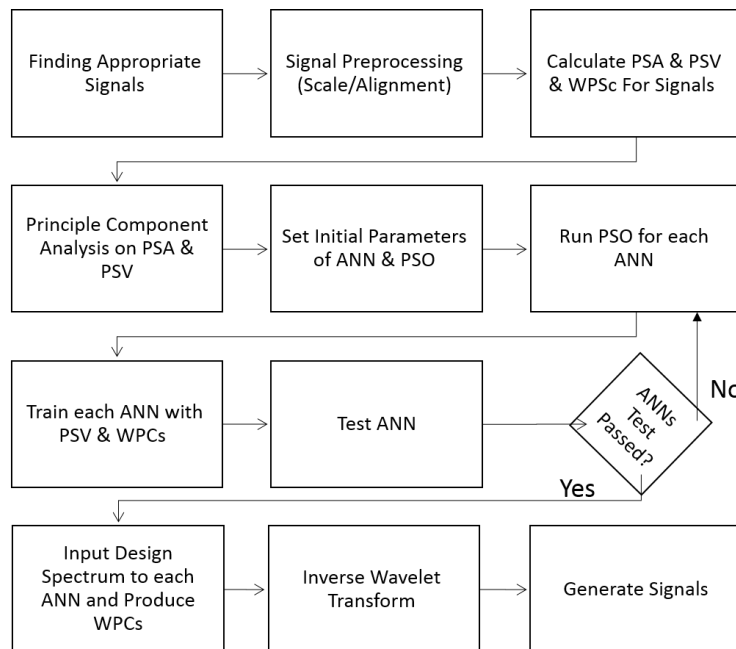 Finding Appropriate
Signals
Signal Preprocessing
(Scale/Alignment)
Calculate PSA & PSV
& WPSc For Signals
Principle Component
Analysis on PSA &
PSV
Set Initial Parameters
of ANN & PSO
Run PSO for each
ANN
Train each ANN with
PSV & WPCs
Test ANN
ANNs
Test
Passed?
No
Yes
Input Design
Spectrum to each
ANN and Produce
WPCs
Inverse Wavelet
Transform
Generate Signals